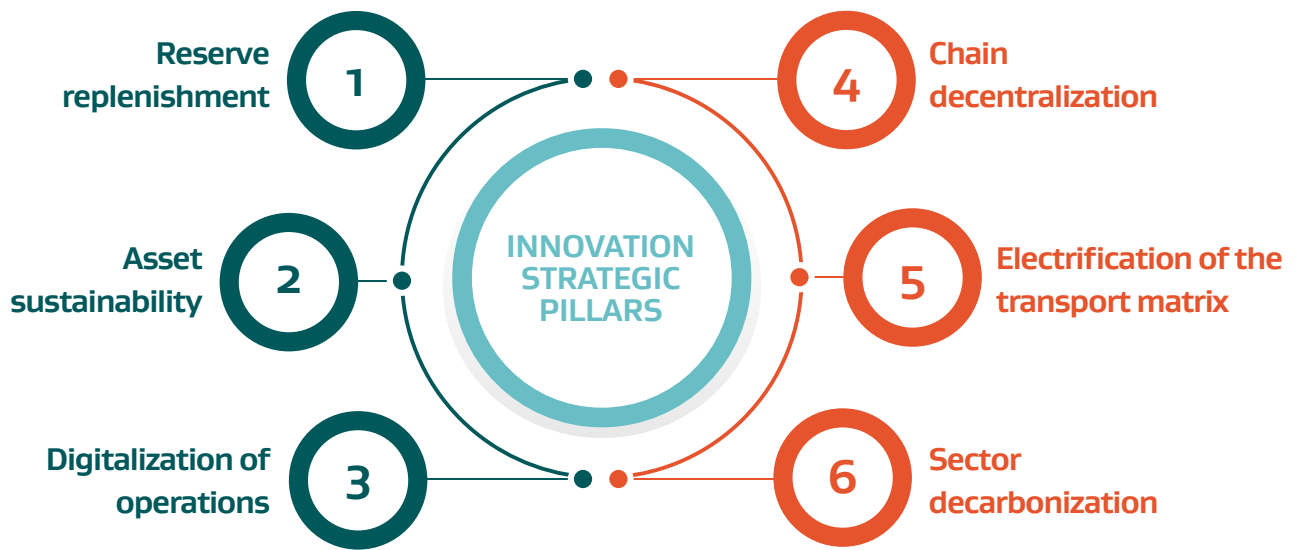 Reserve
replenishment
1
Asset
sustainability
2
Digitalization of
operations
3
INNOVATION
STRATEGIC
PILLARS
4
Chain
decentralization
5
Electrification of the
transport matrix
6
Sector
decarbonization